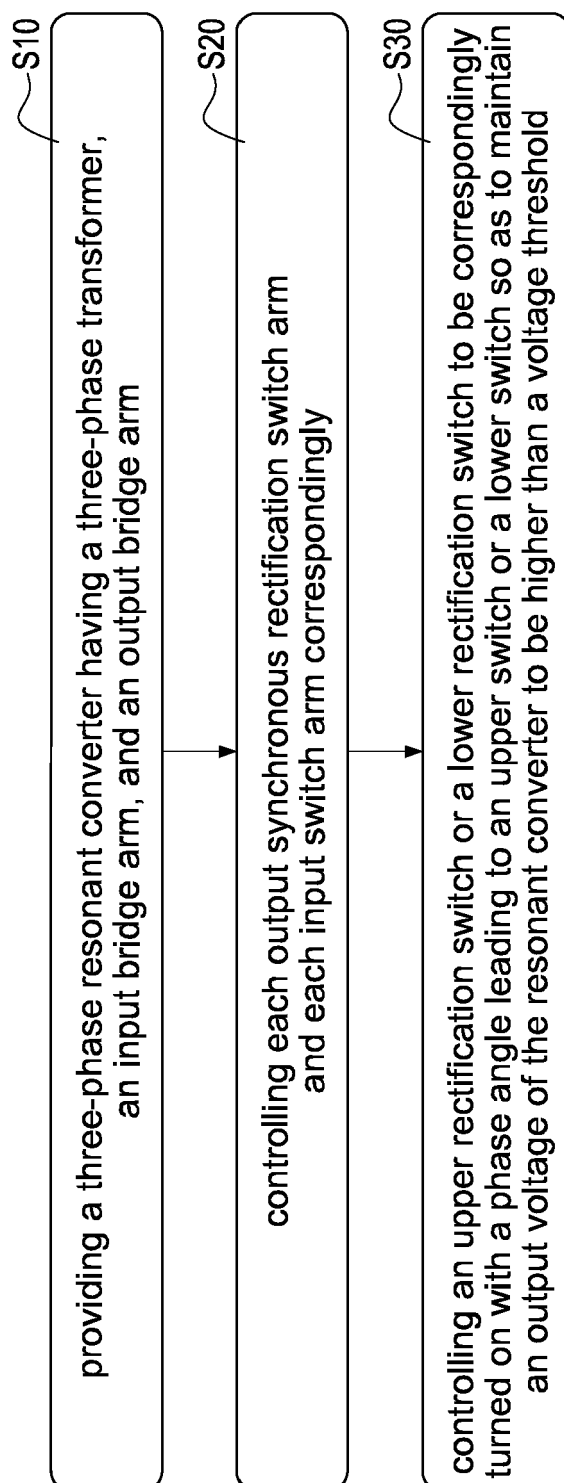 S10
providing a three-phase resonant converter having a three-phase transformer,
an input bridge arm, and an output bridge arm
S20
controlling each output synchronous rectification switch arm
and each input switch arm correspondingly
S30
controlling an upper rectification switch or a lower rectification switch to be correspondingly
turned on with a phase angle leading to an upper switch or a lower switch so as to maintain
an output voltage of the resonant converter to be higher than a voltage threshold